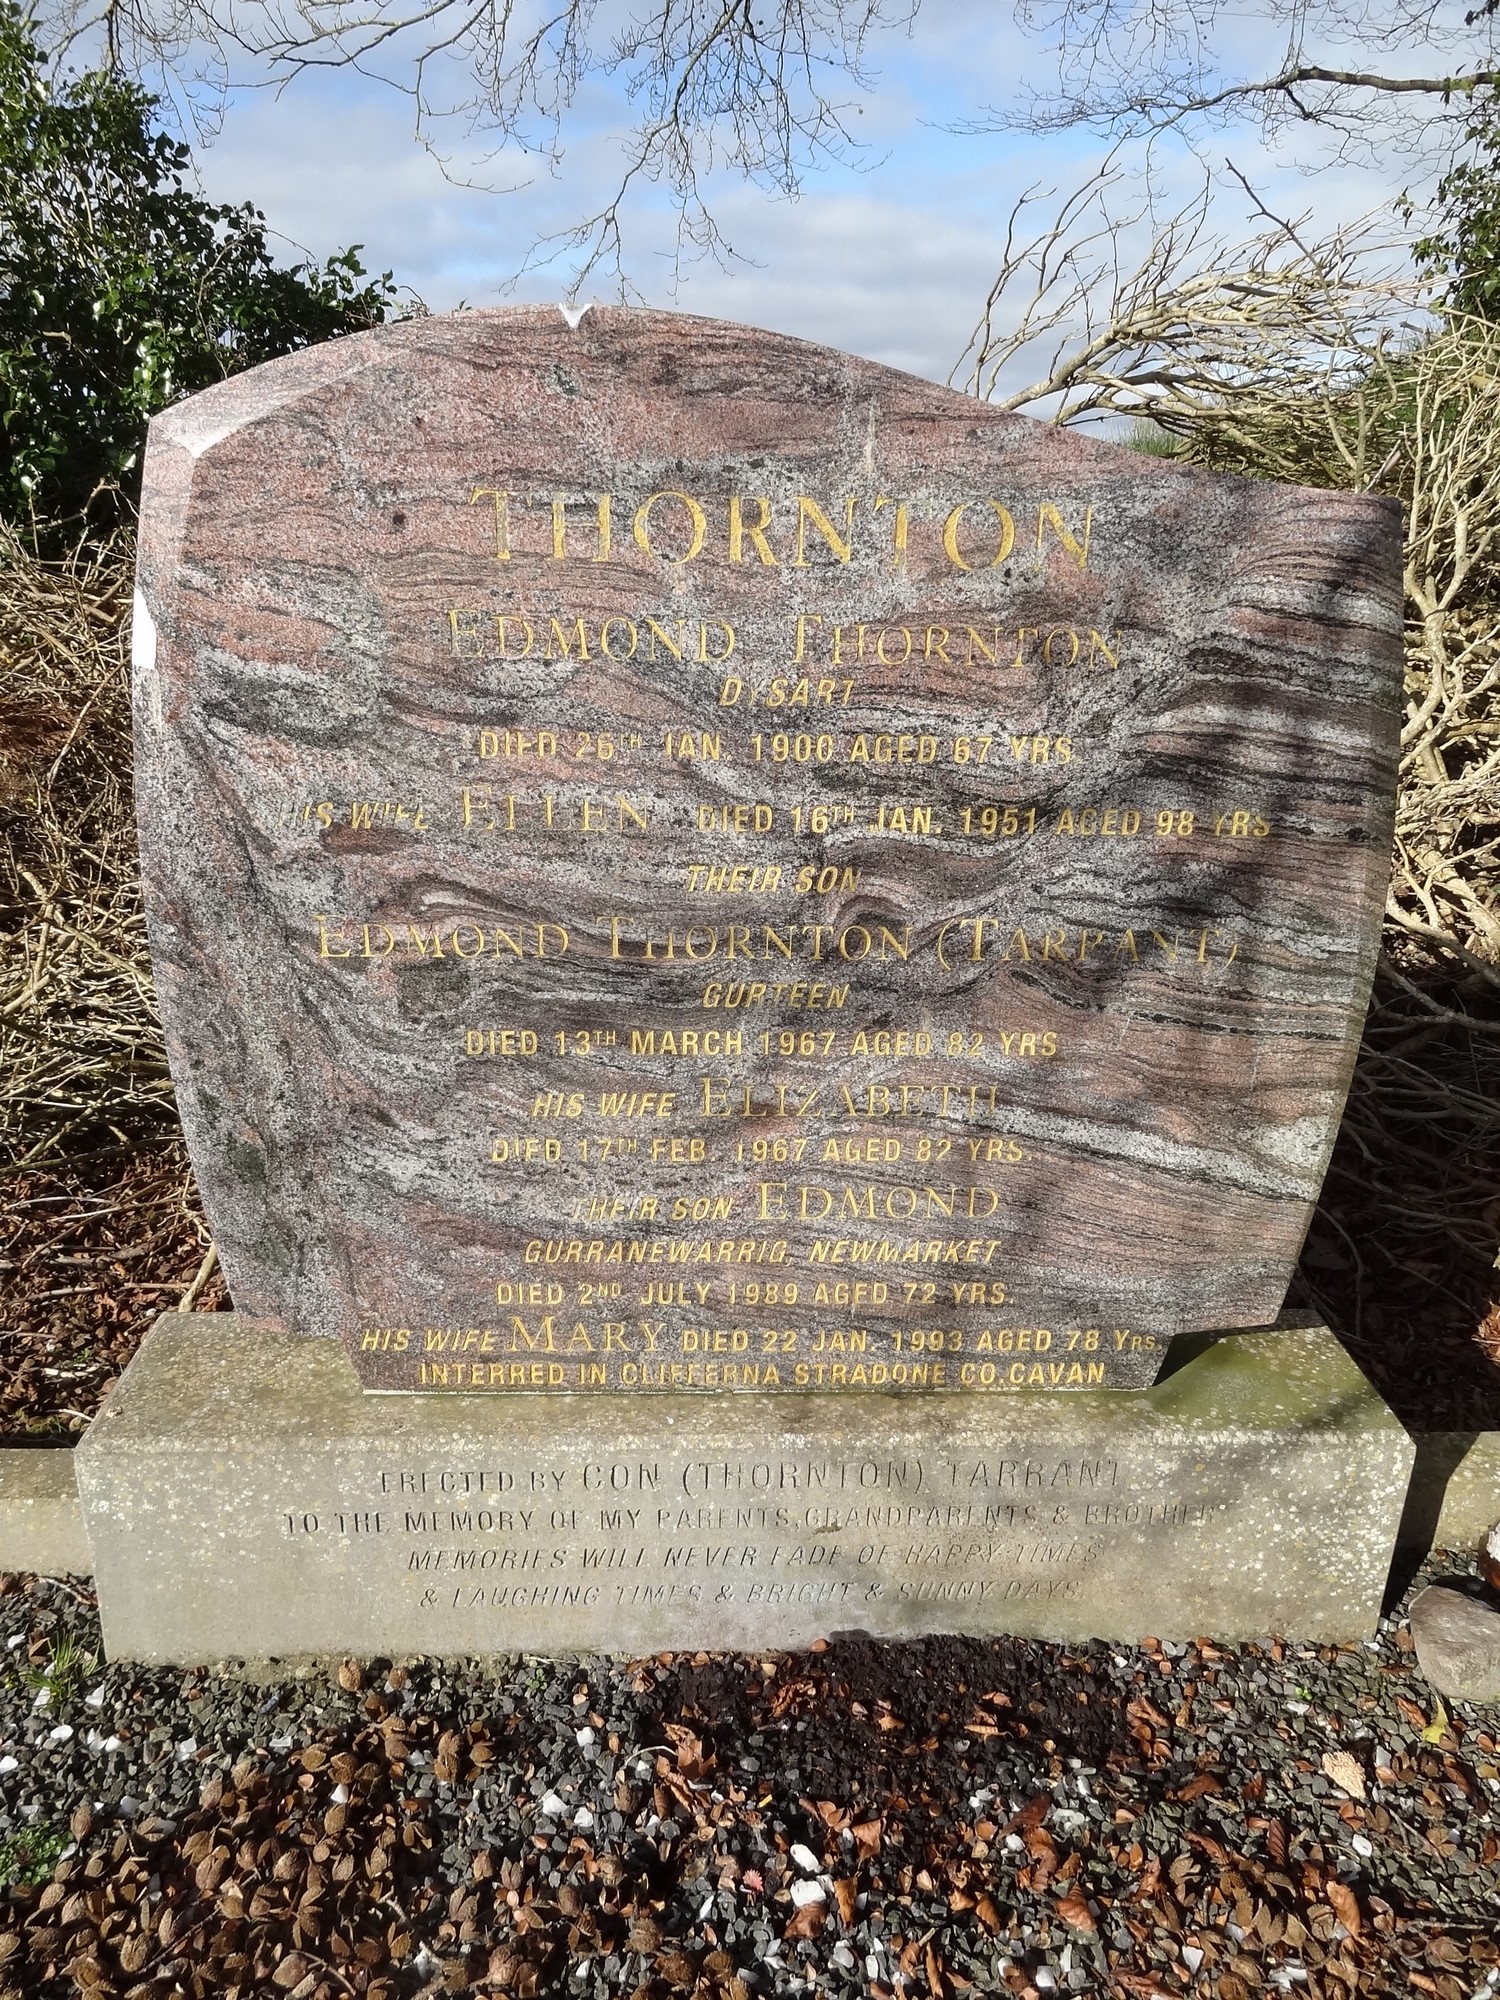 THORNTON
EDMOND THORNTON
DYSART
DIED 26TH JAN. 1900 AGED 67 YRS.
HIS WIFE ELLEN DIED 16TH JAN. 1951 AGED 98 YRS
THEIR SON
EDMOND THORNTON (TARRANT)
GURTEEN
DIED 13TH MARCH 1967 AGED 82 YRS
HIS WIFE ELIZABETH
DIED 17TH FEB. 1967 AGED 82 YRS.
THEIR SON EDMOND
GURRANEWARRIG, NEWMARKET
DIED 2ND JULY 1989 AGED 72 YRS.
HIS WIFE MARY DIED 22 JAN. 1993 AGED 78 YRS.
INTERRED IN CLIFFERNA STRADONE CO.CAVAN
ERECTED BY CON (THORNTON) TARRANT
TO THE MEMORY OF MY PARENTS, GRANDPARENTS & BROTHER
MEMORIES WILL NEVER FADE OF HAPPY TIMES
& LAUGHING TIMES & BRIGHT & SUNNY DAYS.